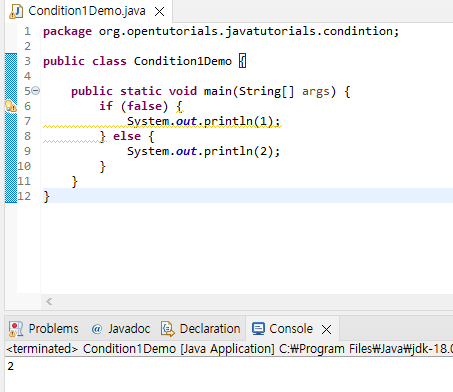 Condition1Demo.java
1 package org.opentutorials.javatutorials.condintion;
2
3 public class Condition1Demo {
4
5 public static void main(String[] args) {
6 if (false) {
7 System.out.println(1);
8 } else {
9 System.out.println(2);
10 }
11 }
12 }
Problems @ Javadoc Declaration Console
<terminated> Condition1Demo [Java Application] C:₩Program Files₩Java₩jdk-18.0
2